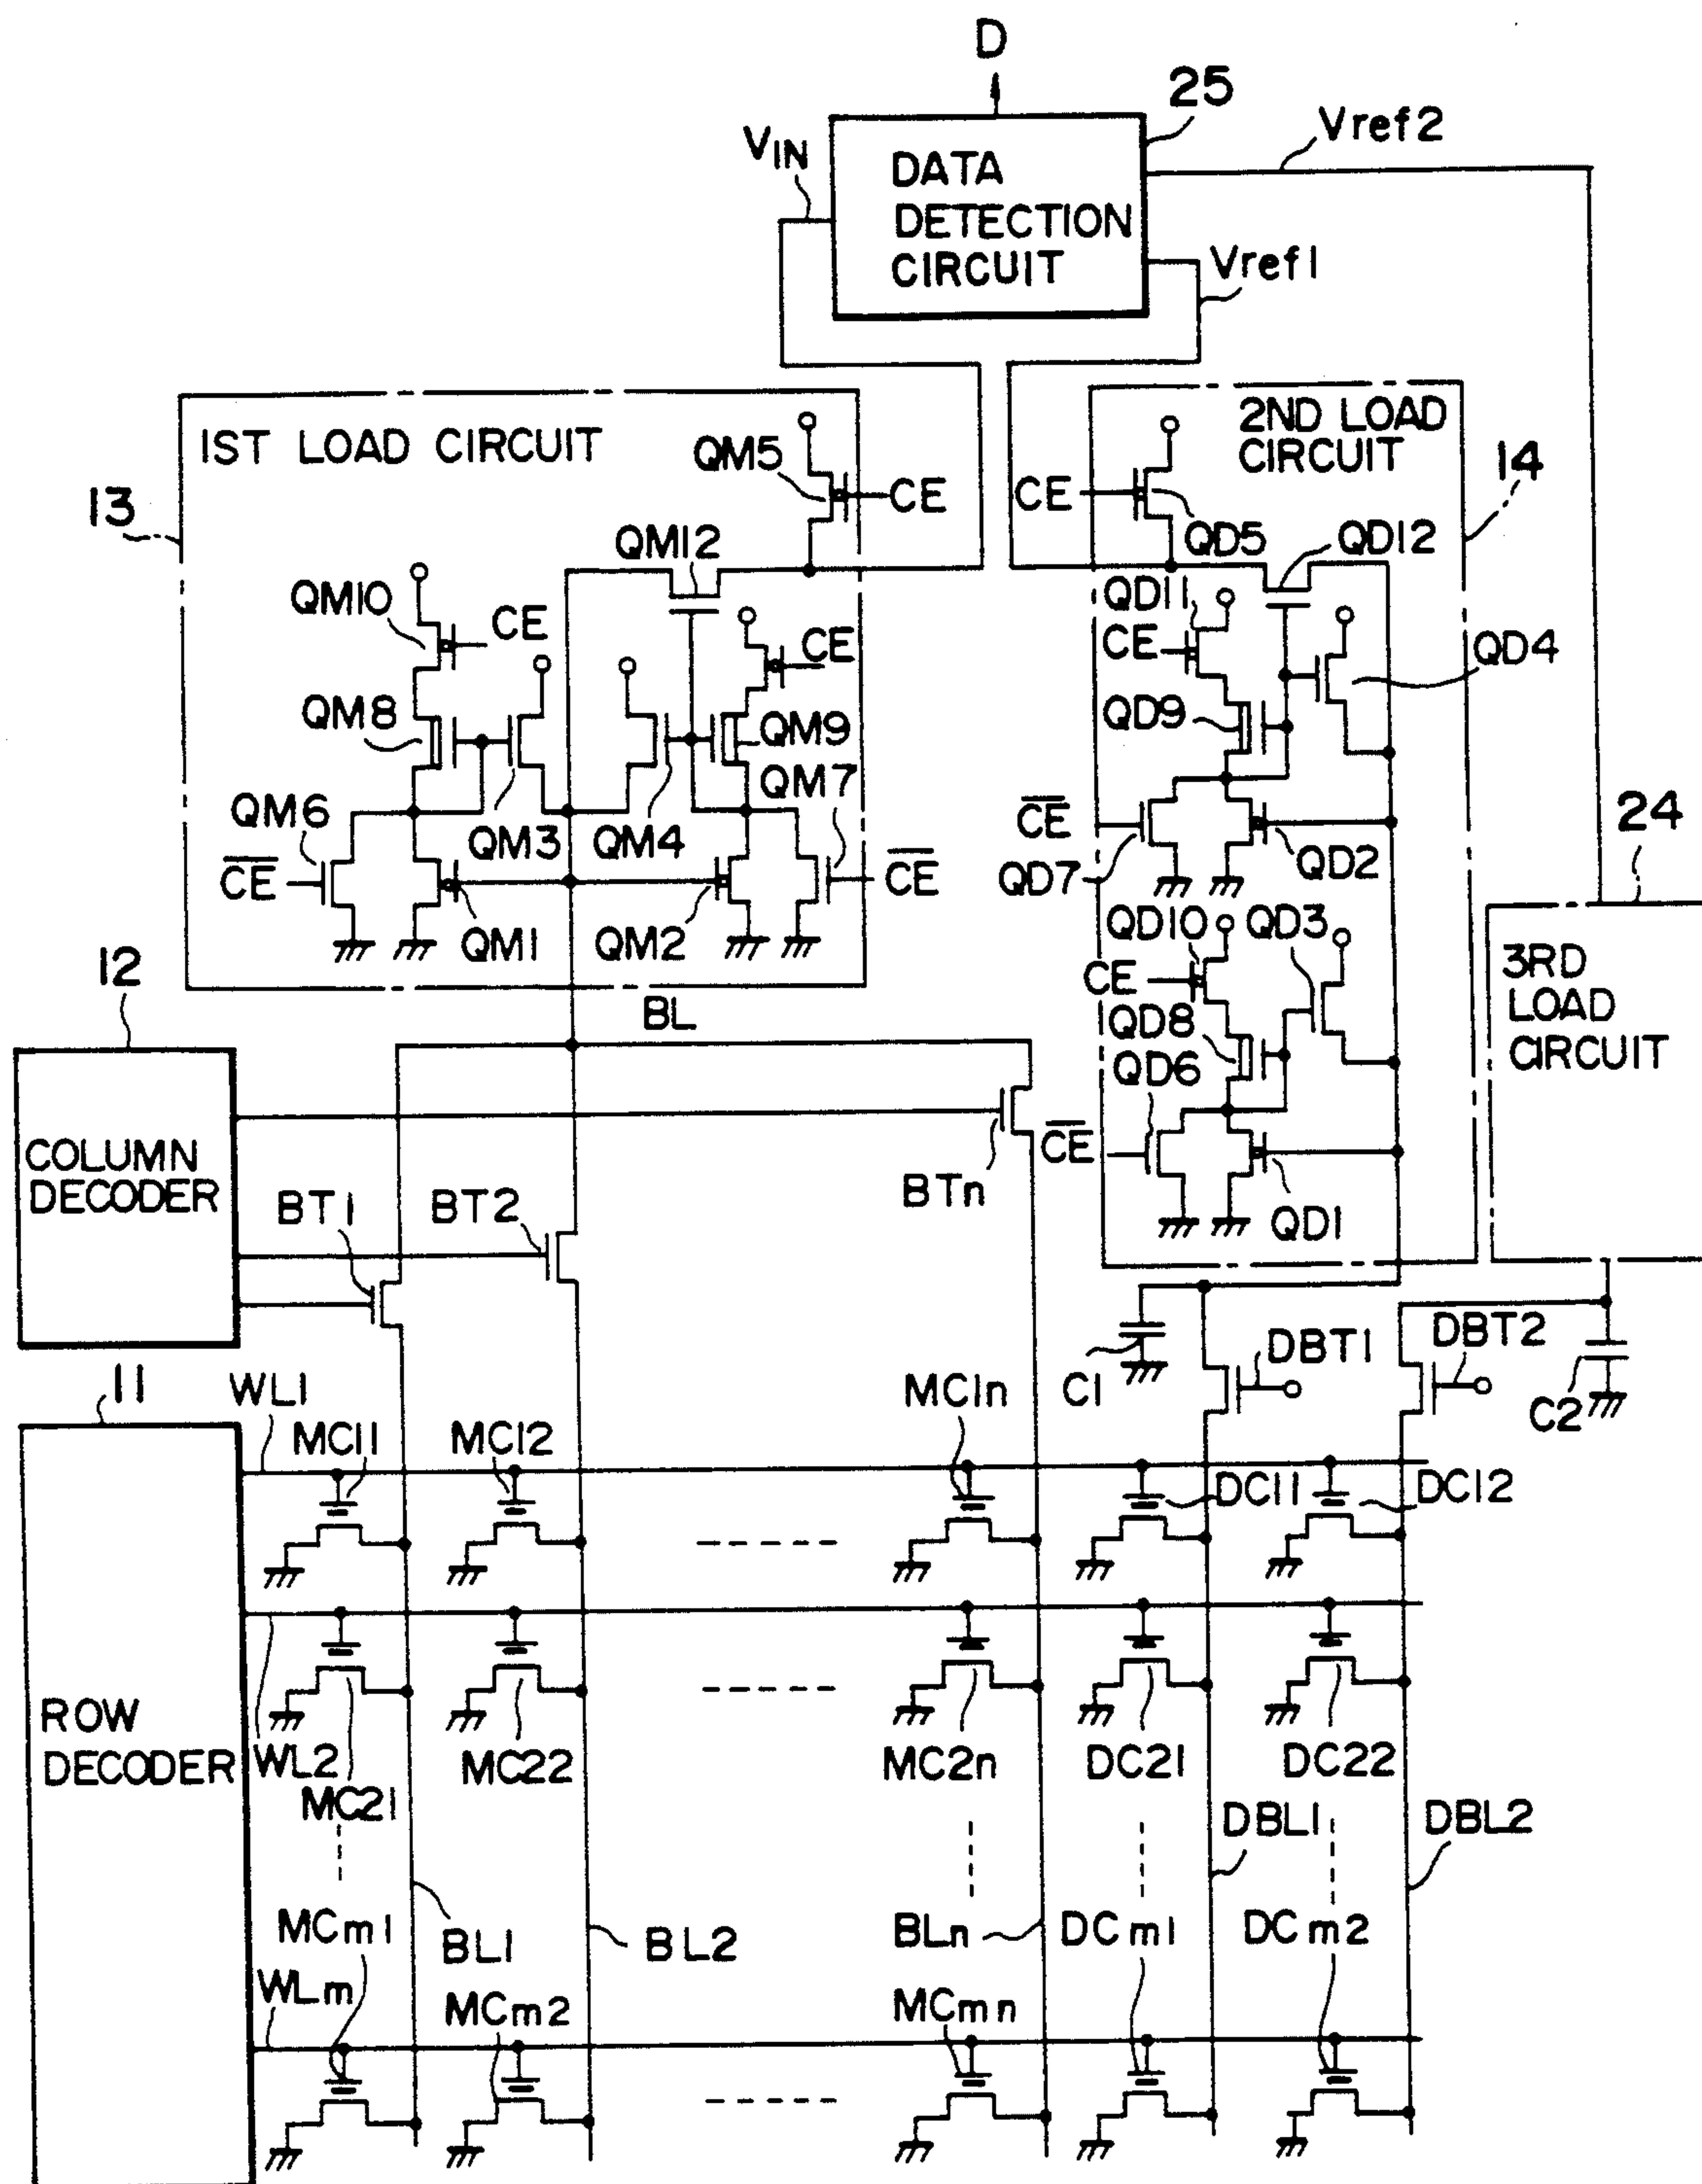 D
25
Vref2
VIN
DATA
DETECTION
CIRCUIT
Vref1
1ST LOAD CIRCUIT
QM5
CE
13
QM12
QM10
CE
CE
QM8
QM9
QM7
QM6
QM3
QM4
CE
CE
QM1
QM2
2ND LOAD
CIRCUIT
14
CE
QD5
QD12
QD11
CE
QD4
QD9
CE
QD7
QD2
QD10
QD3
CE
QD8
QD6
CE
QD1
24
3RD
LOAD
CIRCUIT
12
BL
COLUMN
DECODER
BT1
BT2
BTn
C1
DBT1
DBT2
C2
11
WL1
MC11
MC12
MC1n
DC11
DC12
ROW
DECODER
WL2
MC21
MC22
MC2n
DC21
DC22
DBL1
DBL2
MCm1
BL1
BL2
BLn
DCm1
DCm2
WLm
MCm2
MCmn